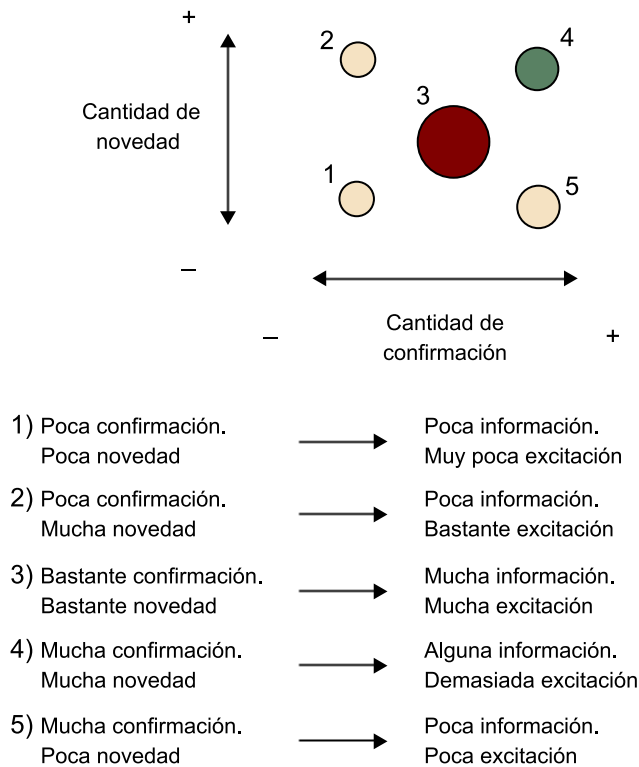 +
2
4
Cantidad de
novedad
3
1
5
–
–
Cantidad de
confirmación
+
1) Poca confirmación.
Poca novedad
Poca información.
Muy poca excitación
2) Poca confirmación.
Mucha novedad
Poca información.
Bastante excitación
3) Bastante confirmación.
Bastante novedad
Mucha información.
Mucha excitación
4) Mucha confirmación.
Mucha novedad
Alguna información.
Demasiada excitación
5) Mucha confirmación.
Poca novedad
Poca información.
Poca excitación